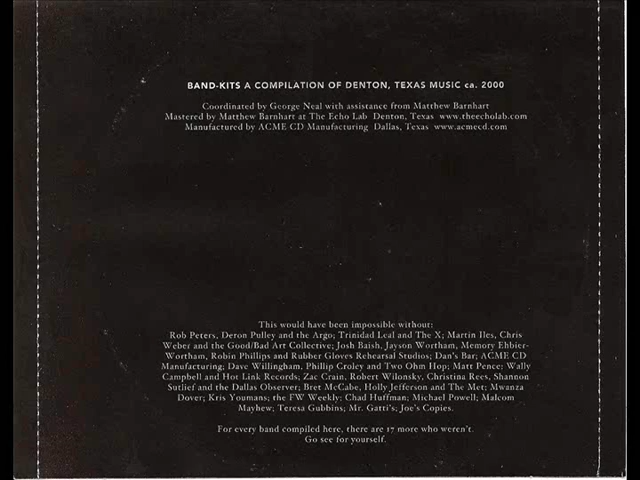 BAND-KITS A COMPILATION OF DENTON, TEXAS MUSIC ca. 2000
Coordinated by George Neal with assistance from Matthew Barnhart
Mastered by Matthew Barnhart at The Echo Lab Denton, Texas www.theecholab.com
Manufactured by ACME CD Manufacturing Dallas, Texas www.acmecd.com
This would have been impossible without:
Rob Peters, Deron Pulley and the Argo; Trinidad Leal and The X; Martin Iles, Chris
Weber and the Good/Bad Art Collective; Josh Baish, Jayson Wortham, Memory Ehbier-
Wortham, Robin Phillips and Rubber Gloves Rehearsal Studios; Dan's Bar; ACME CD
Manufacturing; Dave Willingham, Phillip Croley and Two Ohm Hop; Matt Pence; Wally
Campbell and Hot Link Records; Zac Crain, Robert Wilonsky, Christina Rees, Shannon
Sutlief and the Dallas Observer; Bret McCabe, Holly Jefferson and The Met; Mwanza
Dover; Kris Youmans; the FW Weekly; Chad Huffman; Michael Powell; Malcom
Mayhew; Teresa Gubbins; Mr. Gatti's; Joe's Copies.
For every band compiled here, there are 17 more who weren't.
Go see for yourself.